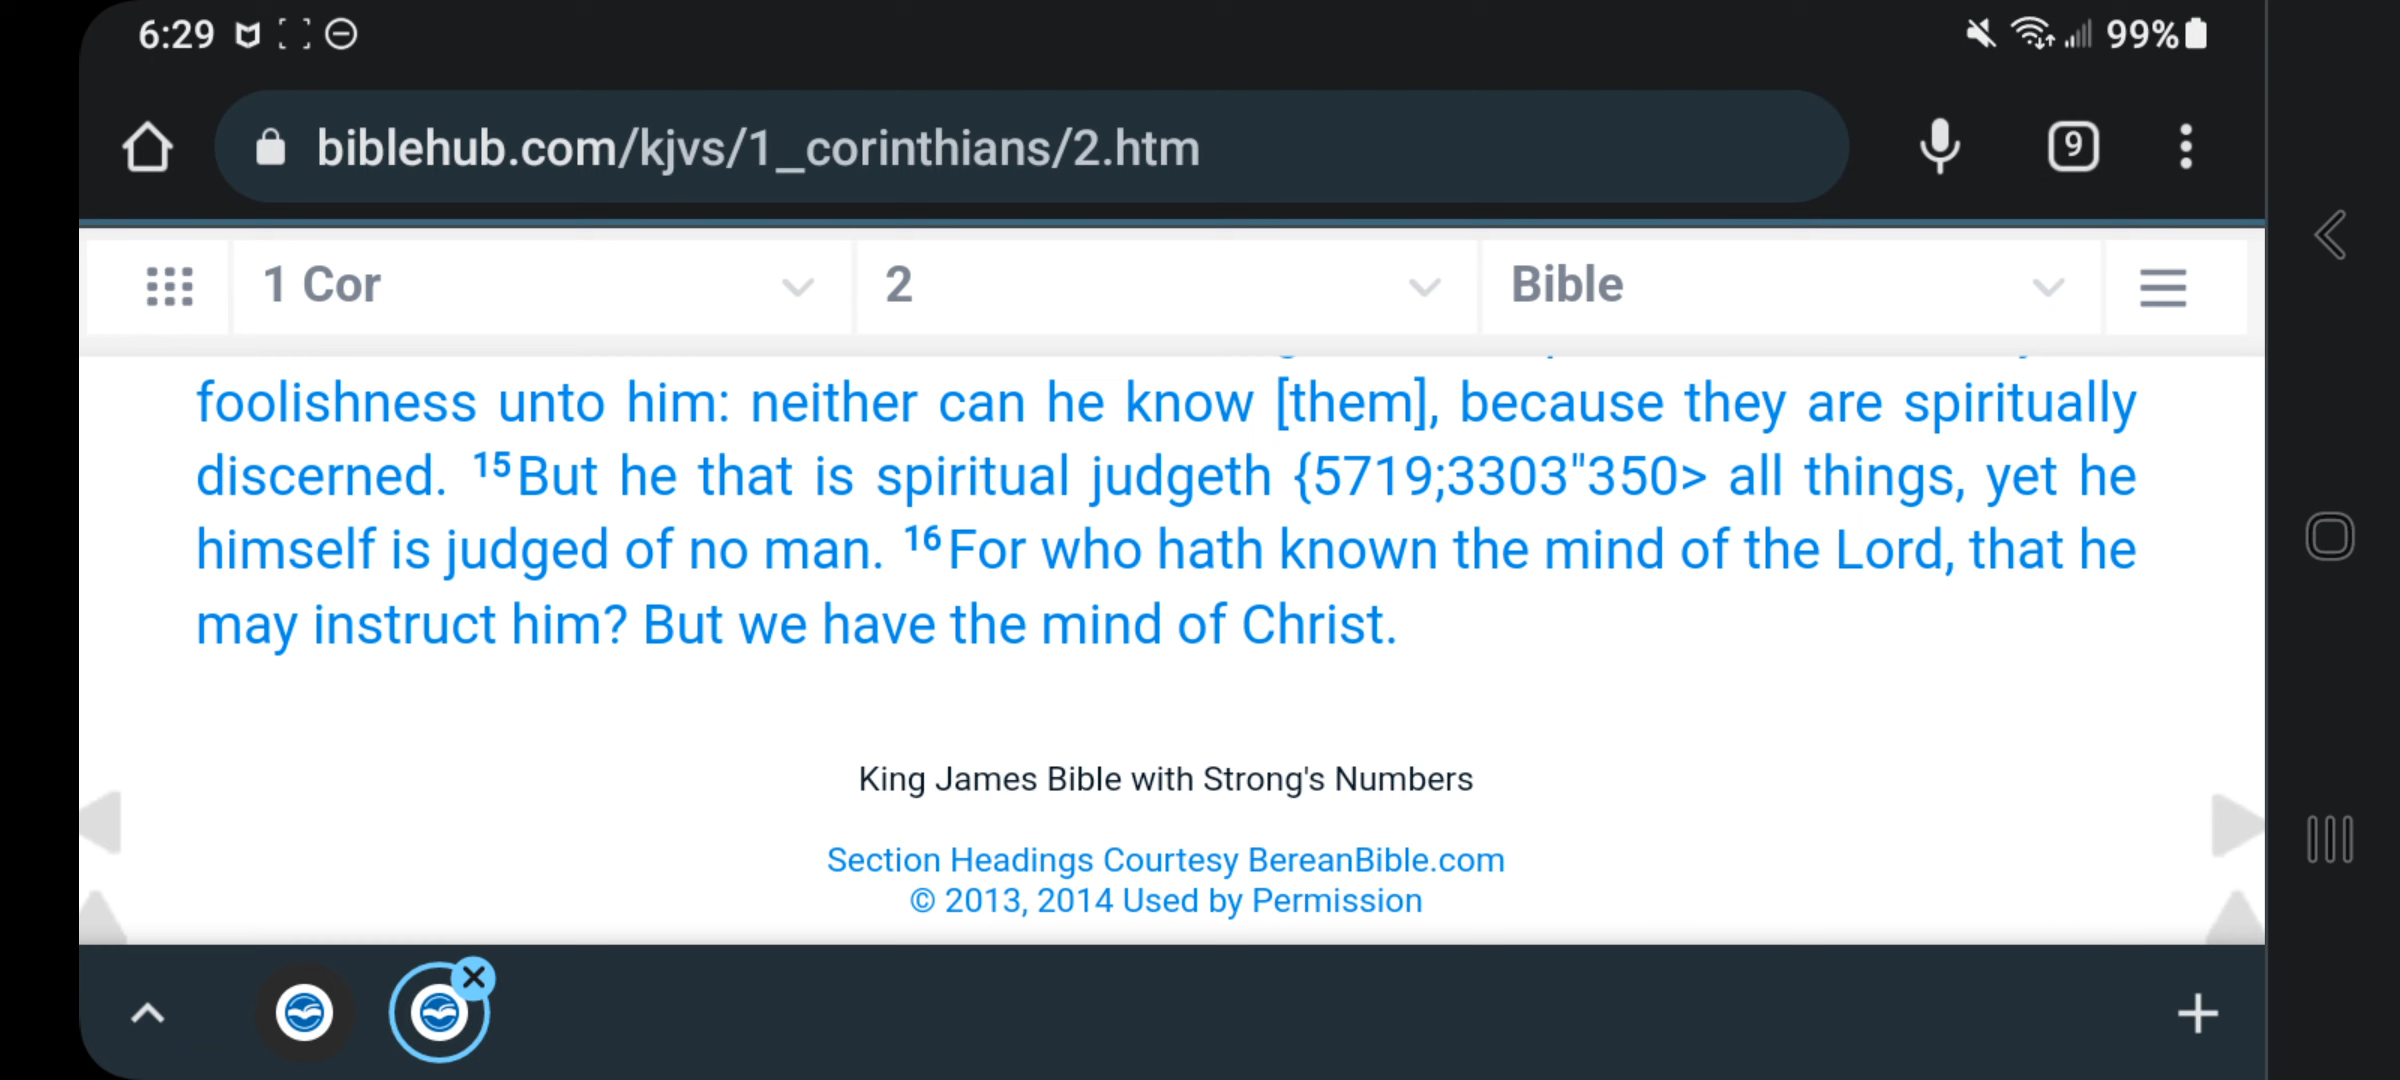 6:29
99%
biblehub.com/kjvs/1_corinthians/2.htm
9
1 Cor
2
Bible
foolishness unto him: neither can he know [them], because they are spiritually
discerned. 15 But he that is spiritual judgeth {5719;3303"350> all things, yet he
himself is judged of no man. 16 For who hath known the mind of the Lord, that he
may instruct him? But we have the mind of Christ.
King James Bible with Strong's Numbers
Section Headings Courtesy BereanBible.com
© 2013, 2014 Used by Permission